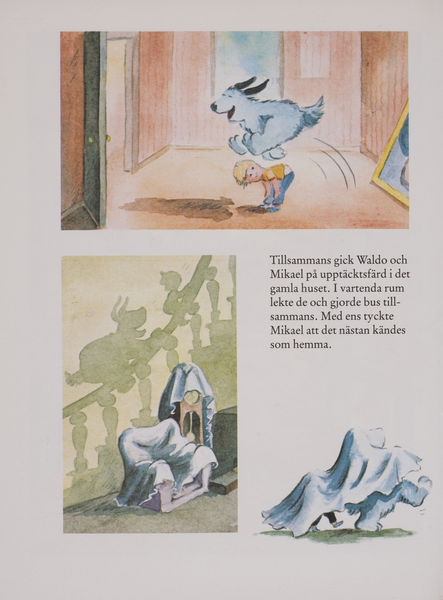 Tillsammans gick Waldo och
Mikael på upptäcktsfärd i det
gamla huset. I vartenda rum
lekte de och gjorde bus till-
sammans. Med ens tyckte
Mikael att det nästan kändes
som hemma.